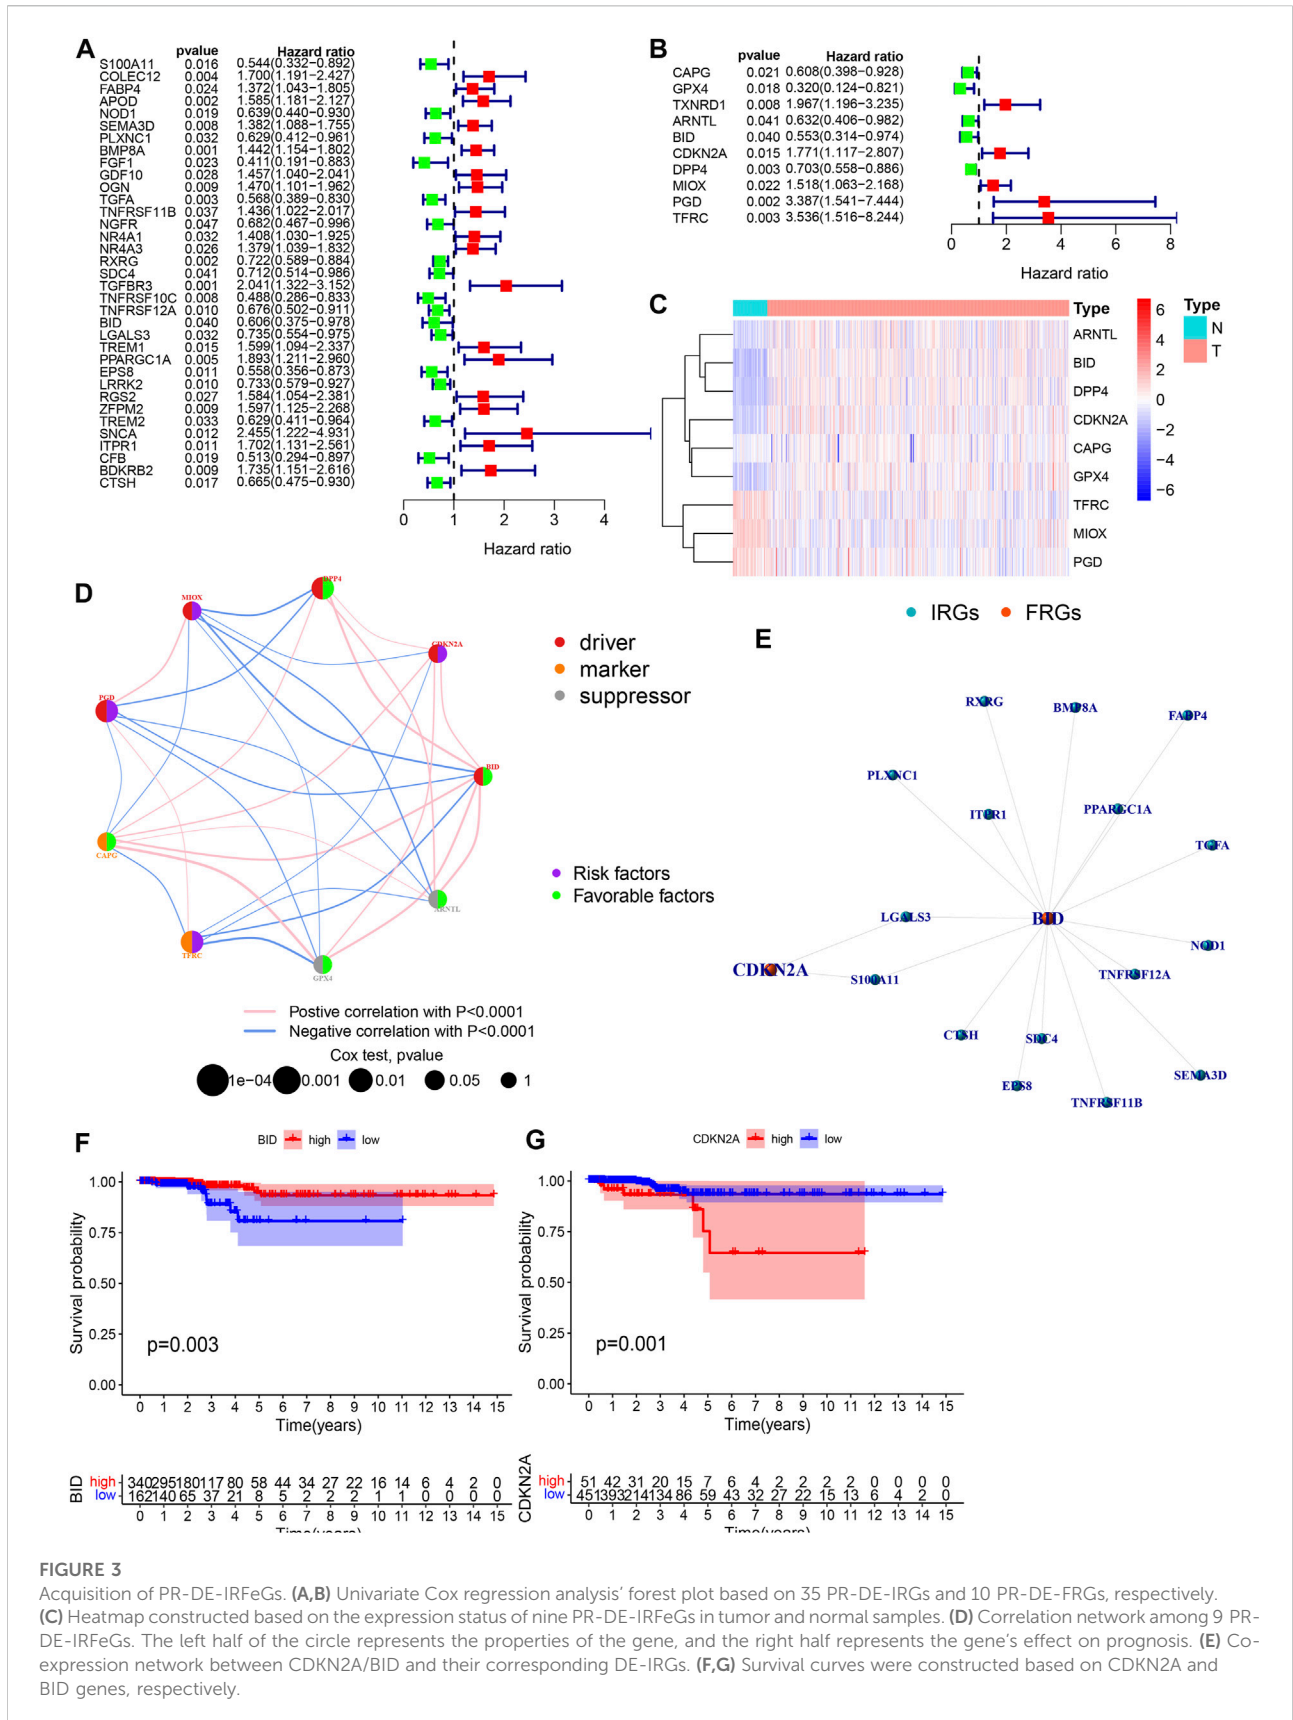 A
pvalue Hazard ratio
S100A11 0.016 0.544(0.332−0.892)
COLEC12 0.004 1.700(1.191−2.427)
FABP4 0.024 1.372(1.043−1.805)
APOD 0.002 1.585(1.181−2.127)
NOD1 0.019 0.639(0.440−0.930)
SEMA3D 0.008 1.382(1.088−1.755)
PLXNC1 0.032 0.629(0.412−0.961)
BMP8A 0.001 1.442(1.154−1.802)
FGF1 0.023 0.411(0.191−0.883)
GDF10 0.028 1.457(1.040−2.041)
OGN 0.009 1.470(1.101−1.962)
TGFA 0.003 0.568(0.389−0.830)
TNFRSF11B 0.037 1.436(1.022−2.017)
NGFR 0.047 0.682(0.467−0.996)
NR4A1 0.032 1.408(1.030−1.925)
NR4A3 0.026 1.379(1.039−1.832)
RXRG 0.002 0.722(0.589−0.884)
SDC4 0.041 0.712(0.514−0.986)
TGFBR3 0.001 2.041(1.322−3.152)
TNFRSF10C 0.008 0.488(0.286−0.833)
TNFRSF12A 0.010 0.676(0.502−0.911)
BID 0.040 0.606(0.375−0.978)
LGALS3 0.032 0.735(0.554−0.975)
TREM1 0.015 1.599(1.094−2.337)
PPARGC1A 0.005 1.893(1.211−2.960)
EPS8 0.011 0.558(0.356−0.873)
LRRK2 0.010 0.733(0.579−0.927)
RGS2 0.027 1.584(1.054−2.381)
ZFPM2 0.009 1.597(1.125−2.268)
TREM2 0.033 0.629(0.411−0.964)
SNCA 0.012 2.455(1.222−4.931)
ITPR1 0.011 1.702(1.131−2.561)
CFB 0.019 0.513(0.294−0.897)
BDKRB2 0.009 1.735(1.151−2.616)
CTSH 0.017 0.665(0.475−0.930)
0 1 2 3 4
Hazard ratio
B
pvalue Hazard ratio
CAPG 0.021 0.608(0.398−0.928)
GPX4 0.018 0.320(0.124−0.821)
TXNRD1 0.008 1.967(1.196−3.235)
ARNTL 0.041 0.632(0.406−0.982)
BID 0.040 0.553(0.314−0.974)
CDKN2A 0.015 1.771(1.117−2.807)
DPP4 0.003 0.703(0.558−0.886)
MIOX 0.022 1.518(1.063−2.168)
PGD 0.002 3.387(1.541−7.444)
TFRC 0.003 3.536(1.516−8.244)
0 2 4 6 8
Hazard ratio
C
Type
ARNTL
BID
DPP4
CDKN2A
CAPG
GPX4
TFRC
MIOX
PGD
6
4
2
0
−2
−4
−6
Type
N
T
D
DPP4
MIOX
CDKN2A
PGD
BID
CAPG
ARNTL
TFRC
GPX4
driver
marker
suppressor
Risk factors
Favorable factors
Postive correlation with P<0.0001
Negative correlation with P<0.0001
Cox test, pvalue
1e−04 0.001 0.01 0.05 1
IRGs FRGs
E
RXRG
BMP8A
FABP4
PLXNC1
ITPR1
PPARGC1A
TGFA
LGALS3
BID
NOD1
CDKN2A
S100A11
TNFRSF12A
CTSH
SDC4
EPS8
SEMA3D
TNFRSF11B
F
BID high low
Survival probability
1.00
0.75
0.50
0.25
0.00
p=0.003
0 1 2 3 4 5 6 7 8 9 10 11 12 13 14 15
Time(years)
BID
high 340 295 180 117 80 58 44 34 27 22 16 14 6 4 2 0
low 162 140 65 37 21 8 5 2 2 2 1 1 0 0 0 0
0 1 2 3 4 5 6 7 8 9 10 11 12 13 14 15
Time(years)
G
CDKN2A high low
Survival probability
1.00
0.75
0.50
0.25
0.00
p=0.001
0 1 2 3 4 5 6 7 8 9 10 11 12 13 14 15
Time(years)
CDKN2A
high 51 42 31 20 15 7 6 4 2 2 2 2 0 0 0 0
low 451 393 214 134 86 59 43 32 27 22 15 13 6 4 2 0
0 1 2 3 4 5 6 7 8 9 10 11 12 13 14 15
Time(years)
FIGURE 3
Acquisition of PR-DE-IRFeGs. (A,B) Univariate Cox regression analysis' forest plot based on 35 PR-DE-IRGs and 10 PR-DE-FRGs, respectively.
(C) Heatmap constructed based on the expression status of nine PR-DE-IRFeGs in tumor and normal samples. (D) Correlation network among 9 PR-
DE-IRFeGs. The left half of the circle represents the properties of the gene, and the right half represents the gene's effect on prognosis. (E) Co-
expression network between CDKN2A/BID and their corresponding DE-IRGs. (F,G) Survival curves were constructed based on CDKN2A and
BID genes, respectively.